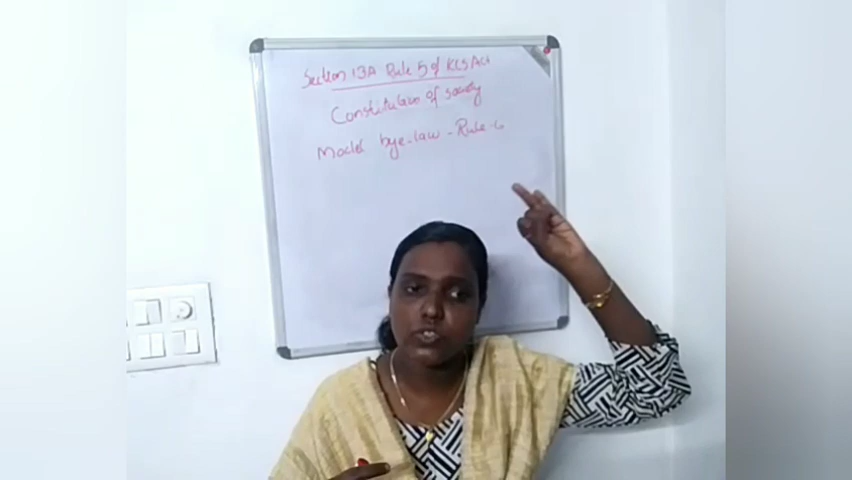 Section 13A Rule 5 of KCS Act
Constitution of society
Model bye-law - Rule-6